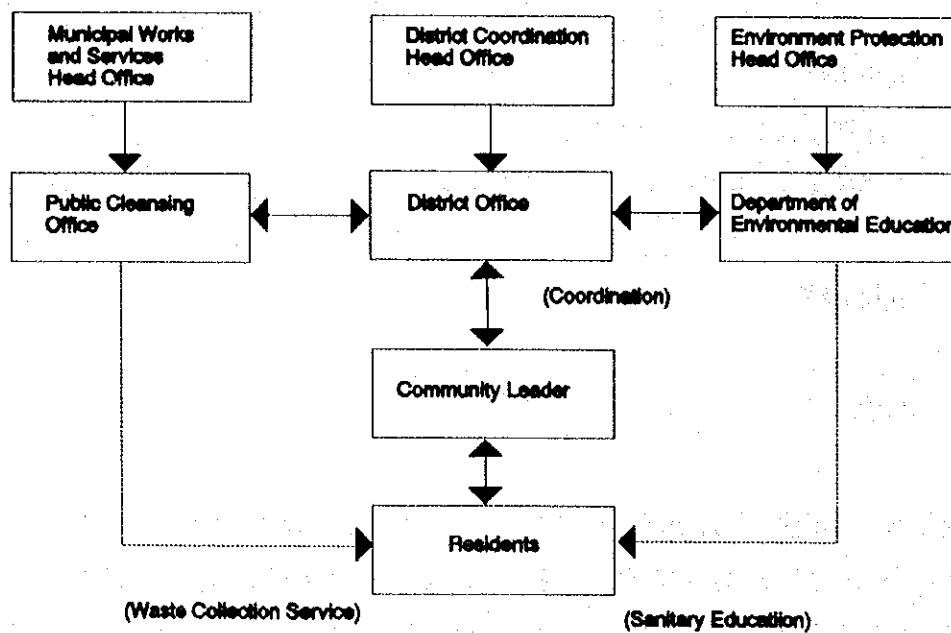 Municipal Works
and Services
Head Office
District Coordination
Head Office
Environment Protection
Head Office
Public Cleansing
Office
District Office
Department of
Environmental Education
(Coordination)
Community Leader
Residents
(Waste Collection Service)
(Sanitary Education)